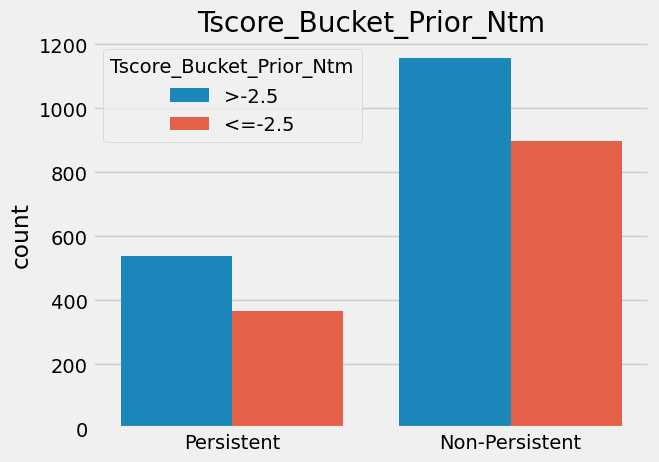 Tscore_Bucket_Prior_Ntm
Tscore_Bucket_Prior_Ntm
>-2.5
<=-2.5
count
1200
1000
800
600
400
200
0
Persistent
Non-Persistent